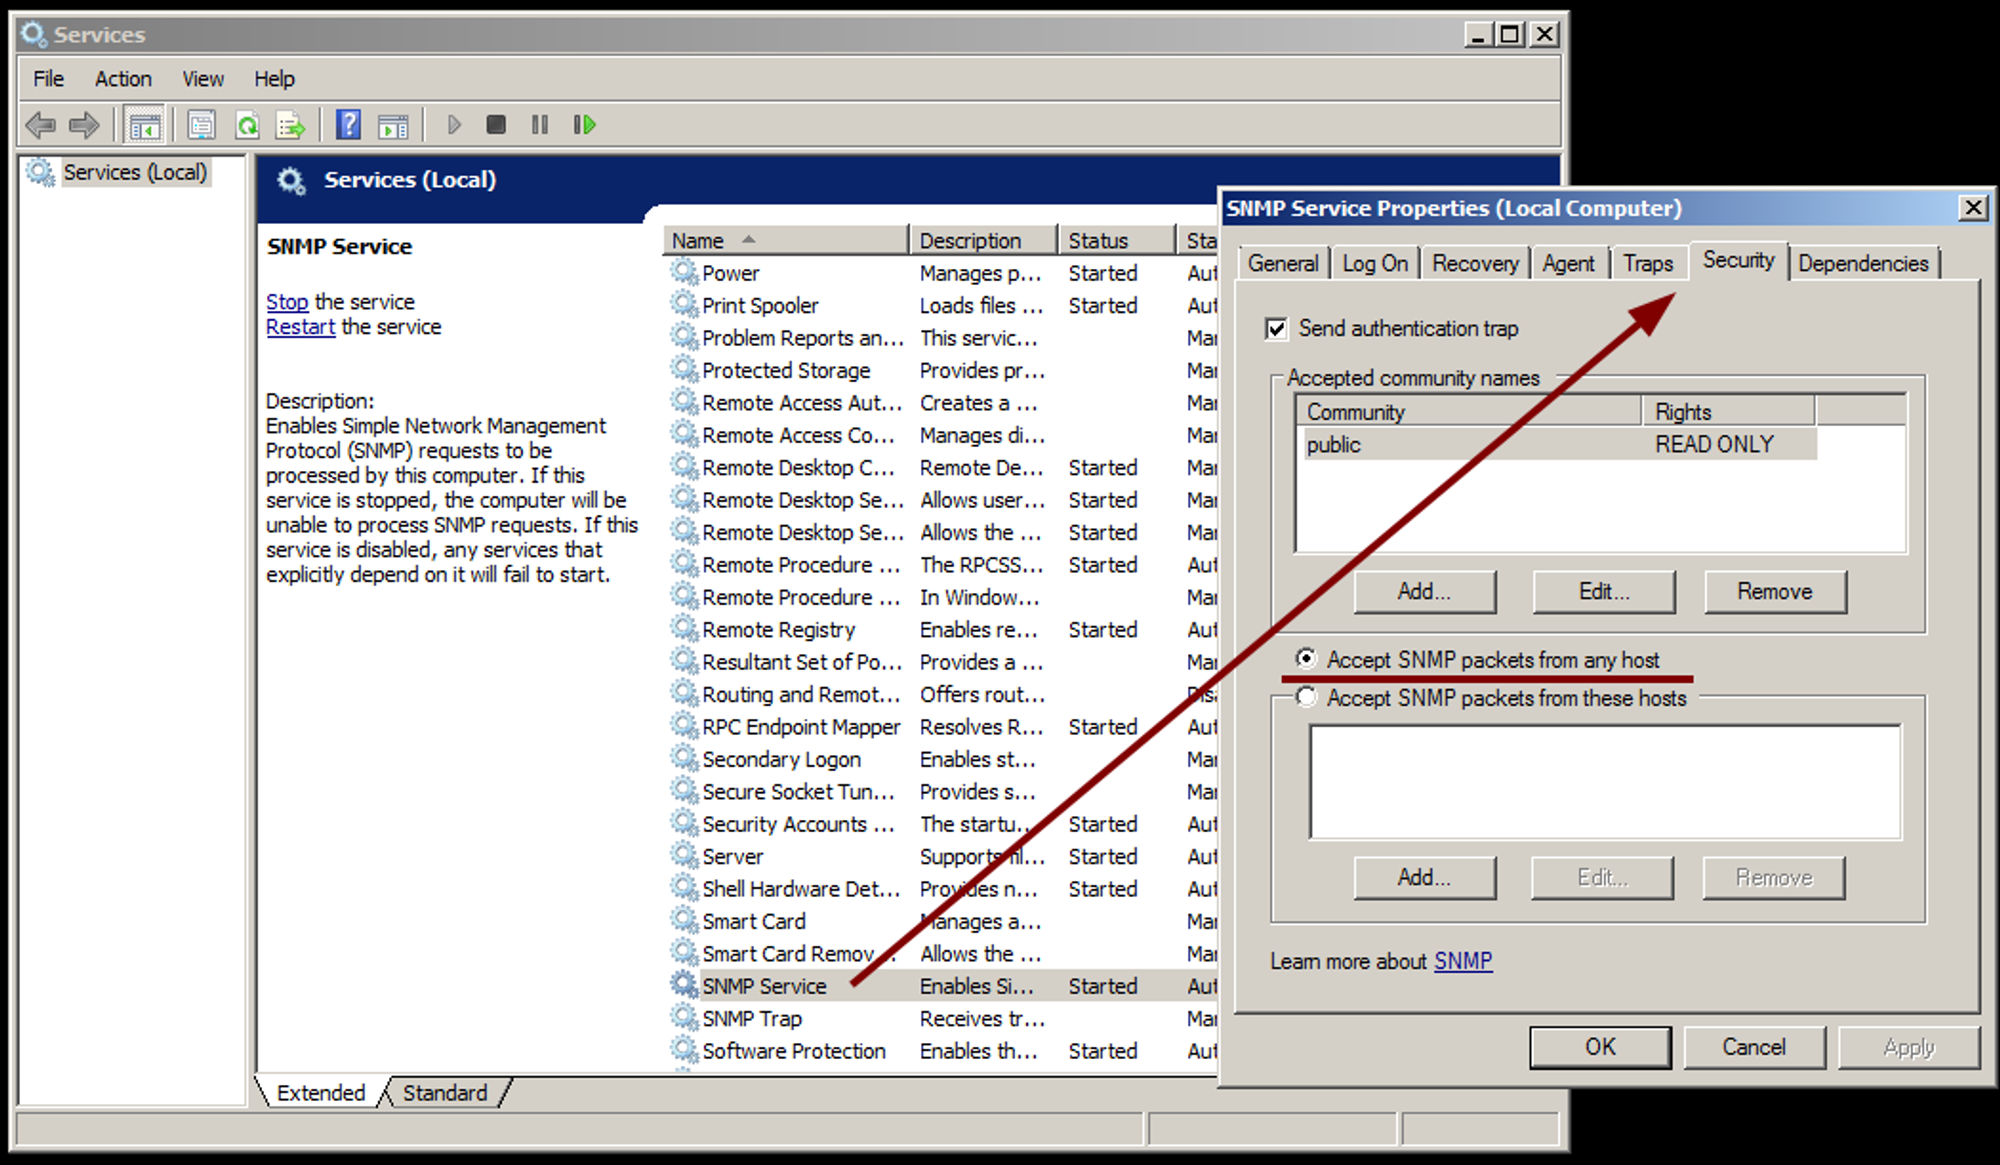 Services
File Action View Help
Services (Local)
Services (Local)
SNMP Service
Stop the service
Restart the service
Description:
Enables Simple Network Management
Protocol (SNMP) requests to be
processed by this computer. If this
service is stopped, the computer will be
unable to process SNMP requests. If this
service is disabled, any services that
explicitly depend on it will fail to start.
Name Description Status Sta
Power Manages p... Started Aut
Print Spooler Loads files ... Started Aut
Problem Reports an... This servic... Mar
Protected Storage Provides pr... Mar
Remote Access Aut... Creates a ... Mar
Remote Access Co... Manages di... Mar
Remote Desktop C... Remote De... Started Mar
Remote Desktop Se... Allows user... Started Mar
Remote Desktop Se... Allows the ... Started Mar
Remote Procedure ... The RPCSS... Started Aut
Remote Procedure ... In Window... Mar
Remote Registry Enables re... Started Aut
Resultant Set of Po... Provides a ... Mar
Routing and Remot... Offers rout... Disa
RPC Endpoint Mapper Resolves R... Started Aut
Secondary Logon Enables st... Mar
Secure Socket Tun... Provides s... Mar
Security Accounts ... The startu... Started Aut
Server Supports fil... Started Aut
Shell Hardware Det... Provides n... Started Aut
Smart Card Manages a... Mar
Smart Card Remov... Allows the ... Mar
SNMP Service Enables Si... Started Aut
SNMP Trap Receives tr... Mar
Software Protection Enables th... Started Aut
Extended Standard
SNMP Service Properties (Local Computer)
General Log On Recovery Agent Traps Security Dependencies
Send authentication trap
Accepted community names
Community Rights
public READ ONLY
Add... Edit... Remove
Accept SNMP packets from any host
Accept SNMP packets from these hosts
Add... Edit... Remove
Learn more about SNMP
OK Cancel Apply